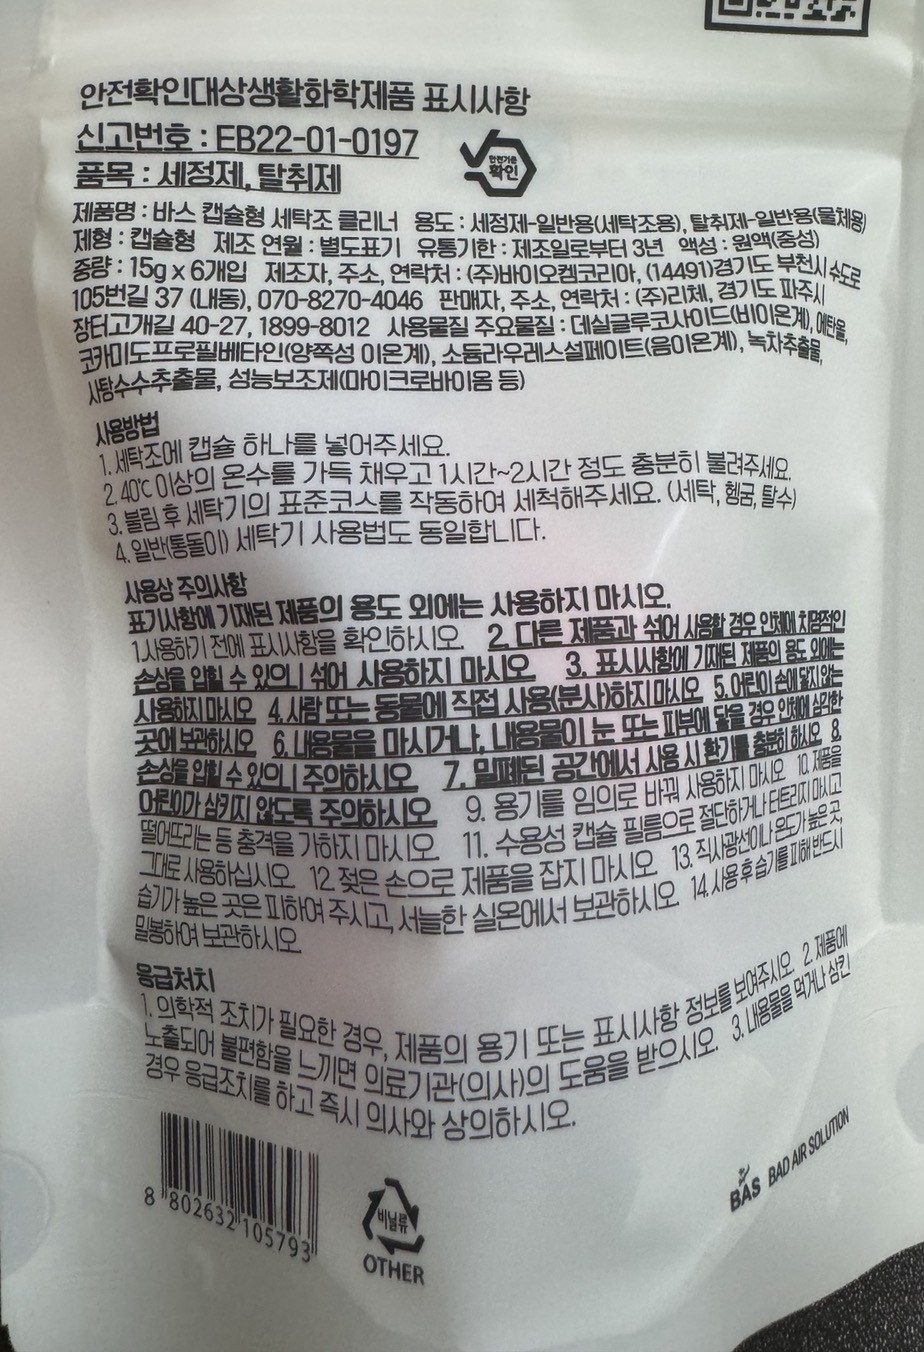 안전확인대상생활화학제품 표시사항
신고번호 : EB22-01-0197
안전기준
확인
품목 : 세정제, 탈취제
제품명 : 바스 캡슐형 세탁조 클리너 용도 : 세정제-일반용(세탁조용), 탈취제-일반용(물체용)
제형 : 캡슐형 제조 연월 : 별도표기 유통기한 : 제조일로부터 3년 액성 : 원액(중성)
중량 : 15g x 6개입 제조자, 주소, 연락처 : (주)바이오켐코리아, (14491)경기도 부천시 수도로
105번길 37 (내동), 070-8270-4046 판매자, 주소, 연락처 : (주)리체, 경기도 파주시
장터고개길 40-27, 1899-8012 사용물질 주요물질 : 데실글루코사이드(비이온계), 에탄올,
코카미도프로필베타인(양쪽성 이온계), 소듐라우레스설페이트(음이온계), 녹차추출물,
사탕수수추출물, 성능보조제(마이크로바이옴 등)
사용방법
1. 세탁조에 캡슐 하나를 넣어주세요.
2. 40℃ 이상의 온수를 가득 채우고 1시간~2시간 정도 충분히 불려주세요.
3. 불림 후 세탁기의 표준코스를 작동하여 세척해주세요. (세탁, 헹굼, 탈수)
4. 일반(통돌이) 세탁기 사용법도 동일합니다.
사용상 주의사항
표기사항에 기재된 제품의 용도 외에는 사용하지 마시오.
1.사용하기 전에 표시사항을 확인하시오 2. 다른 제품과 섞어 사용할 경우 인체에 치명적인
손상을 입힐 수 있으니 섞어 사용하지 마시오 3. 표시사항에 기재된 제품의 용도 외에는
사용하지 마시오 4. 사람 또는 동물에 직접 사용(분사)하지 마시오 5. 어린이 손에 닿지 않는
곳에 보관하시오 6. 내용물을 마시거나, 내용물이 눈 또는 피부에 닿을 경우 인체에 심각한
손상을 입힐 수 있으니 주의하시오 7. 밀폐된 공간에서 사용 시 환기를 충분히 하시오 8.
어린이가 삼키지 않도록 주의하시오 9. 용기를 임의로 바꿔 사용하지 마시오 10. 제품을
떨어뜨리는 등 충격을 가하지 마시오 11. 수용성 캡슐 필름으로 절단하거나 터트리지 마시고
그대로 사용하십시오 12. 젖은 손으로 제품을 잡지 마시오 13. 직사광선이나 온도가 높은 곳,
습기가 높은 곳은 피하여 주시고, 서늘한 실온에서 보관하시오 14. 사용 후 습기를 피해 반드시
밀봉하여 보관하시오
응급처치
1. 의학적 조치가 필요한 경우, 제품의 용기 또는 표시사항 정보를 보여주시오 2. 제품에
노출되어 불편함을 느끼면 의료기관(의사)의 도움을 받으시오. 3. 내용물을 먹거나 삼킨
경우 응급조치를 하고 즉시 의사와 상의하시오.
8 802632 105793
비닐류
OTHER
BAS BAD AIR SOLUTION